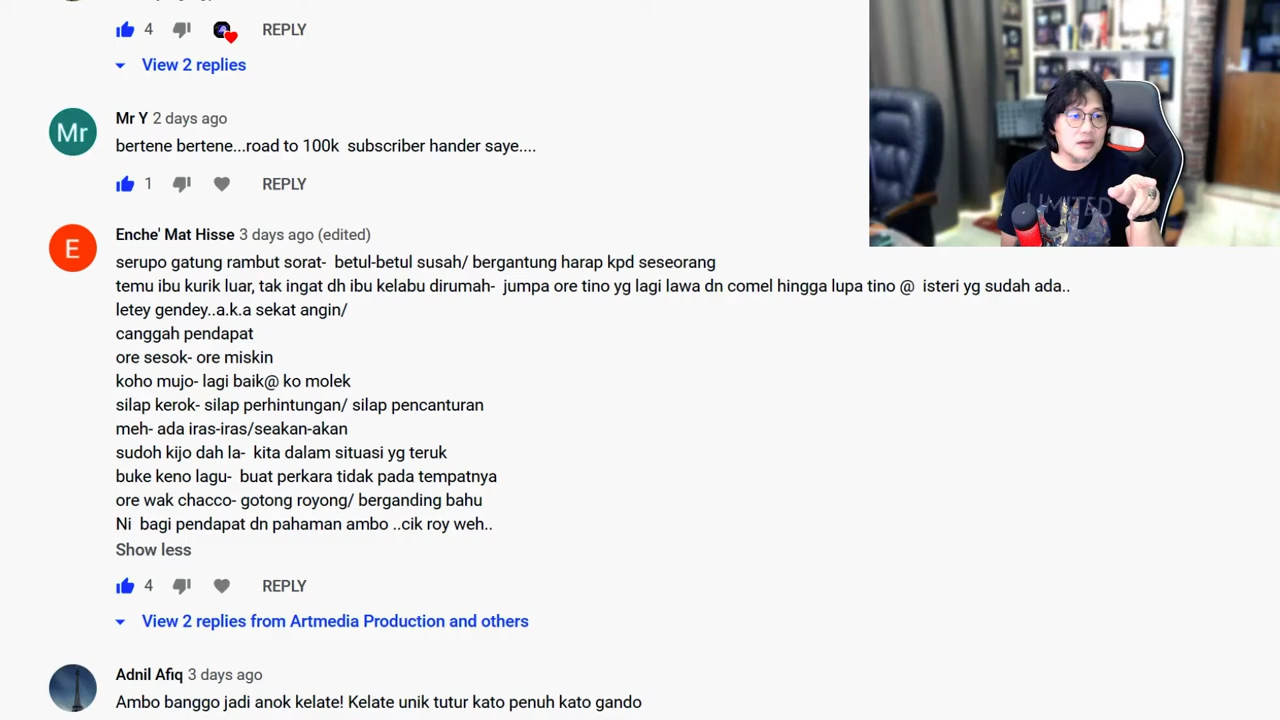 4 REPLY
View 2 replies
Mr Y 2 days ago
Mr
bertene bertene...road to 100k subscriber hander saye....
1 REPLY
Enche' Mat Hisse 3 days ago (edited)
E
serupo gatung rambut sorat- betul-betul susah/ bergantung harap kpd seseorang
temu ibu kurik luar, tak ingat dh ibu kelabu dirumah- jumpa ore tino yg lagi lawa dn comel hingga lupa tino @ isteri yg sudah ada..
letey gendey..a.k.a sekat angin/
canggah pendapat
ore sesok- ore miskin
koho mujo- lagi baik@ ko molek
silap kerok- silap perhintungan/ silap pencanturan
meh- ada iras-iras/seakan-akan
sudoh kijo dah la- kita dalam situasi yg teruk
buke keno lagu- buat perkara tidak pada tempatnya
ore wak chacco- gotong royong/ berganding bahu
Ni bagi pendapat dn pahaman ambo ..cik roy weh..
Show less
4 REPLY
View 2 replies from Artmedia Production and others
Adnil Afiq 3 days ago
Ambo banggo jadi anok kelate! Kelate unik tutur kato penuh kato gando
LIMITED